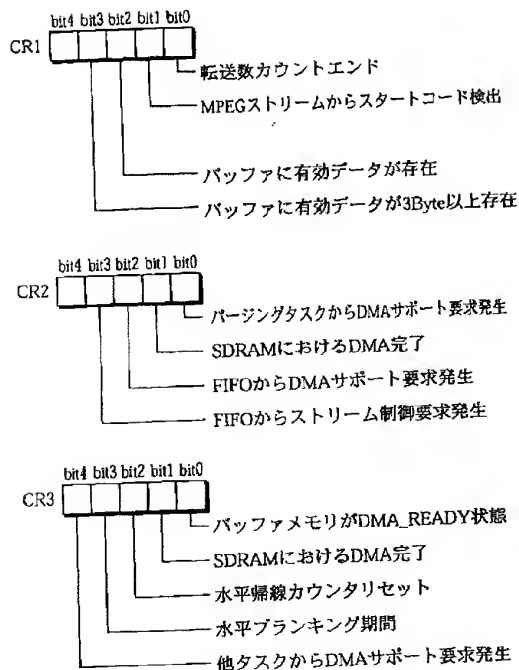 bit4 bit3 bit2 bit1 bit0
CR1
転送数カウントエンド
MPEGストリームからスタートコード検出
バッファに有効データが存在
バッファに有効データが3Byte以上存在
bit4 bit3 bit2 bit1 bit0
CR2
パージングタスクからDMAサポート要求発生
SDRAMにおけるDMA完了
FIFOからDMAサポート要求発生
FIFOからストリーム制御要求発生
bit4 bit3 bit2 bit1 bit0
CR3
バッファメモリがDMA_READY状態
SDRAMにおけるDMA完了
水平帰線カウンタリセット
水平ブランキング期間
他タスクからDMAサポート要求発生